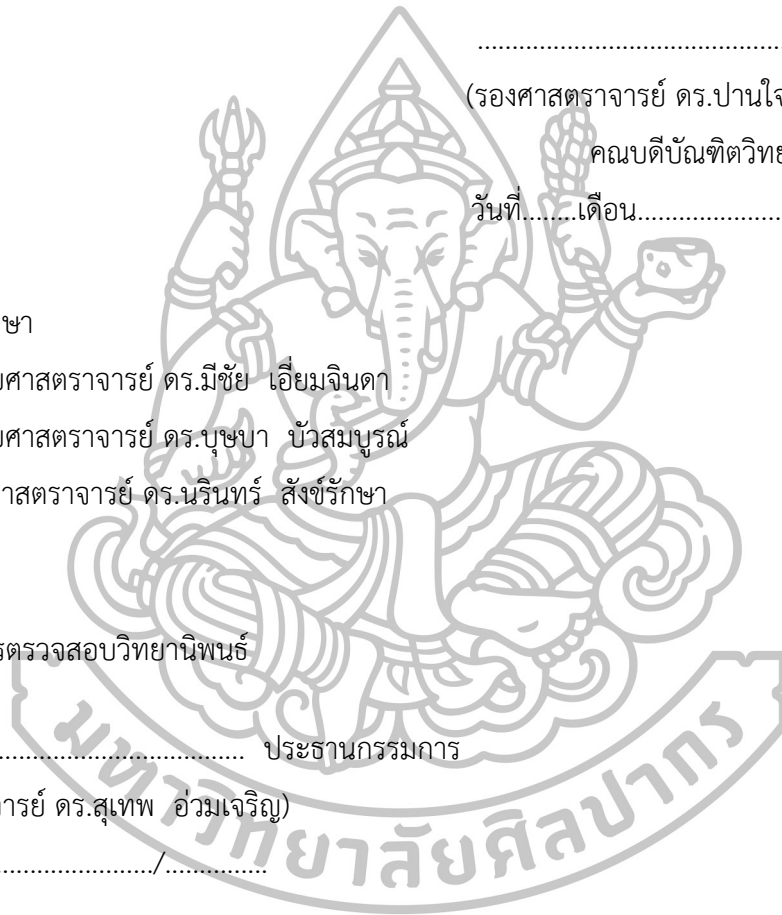 ........................................
(รองศาสตราจารย์ ดร.ปานใจ
คณบดีบัณฑิตวิทย
วันที่........เดือน.....................
ษา
ยศาสตราจารย์ ดร.มีชัย เอี่ยมจินดา
ยศาสตราจารย์ ดร.บุษบา บัวสมบูรณ์
าสตราจารย์ ดร.นรินทร์ สังข์รักษา
รตรวจสอบวิทยานิพนธ์
.................................... ประธานกรรมการ
ารย์ ดร.สุเทพ อ่วมเจริญ)
......................./...............
มหาวิทยาลัยศิลปากร